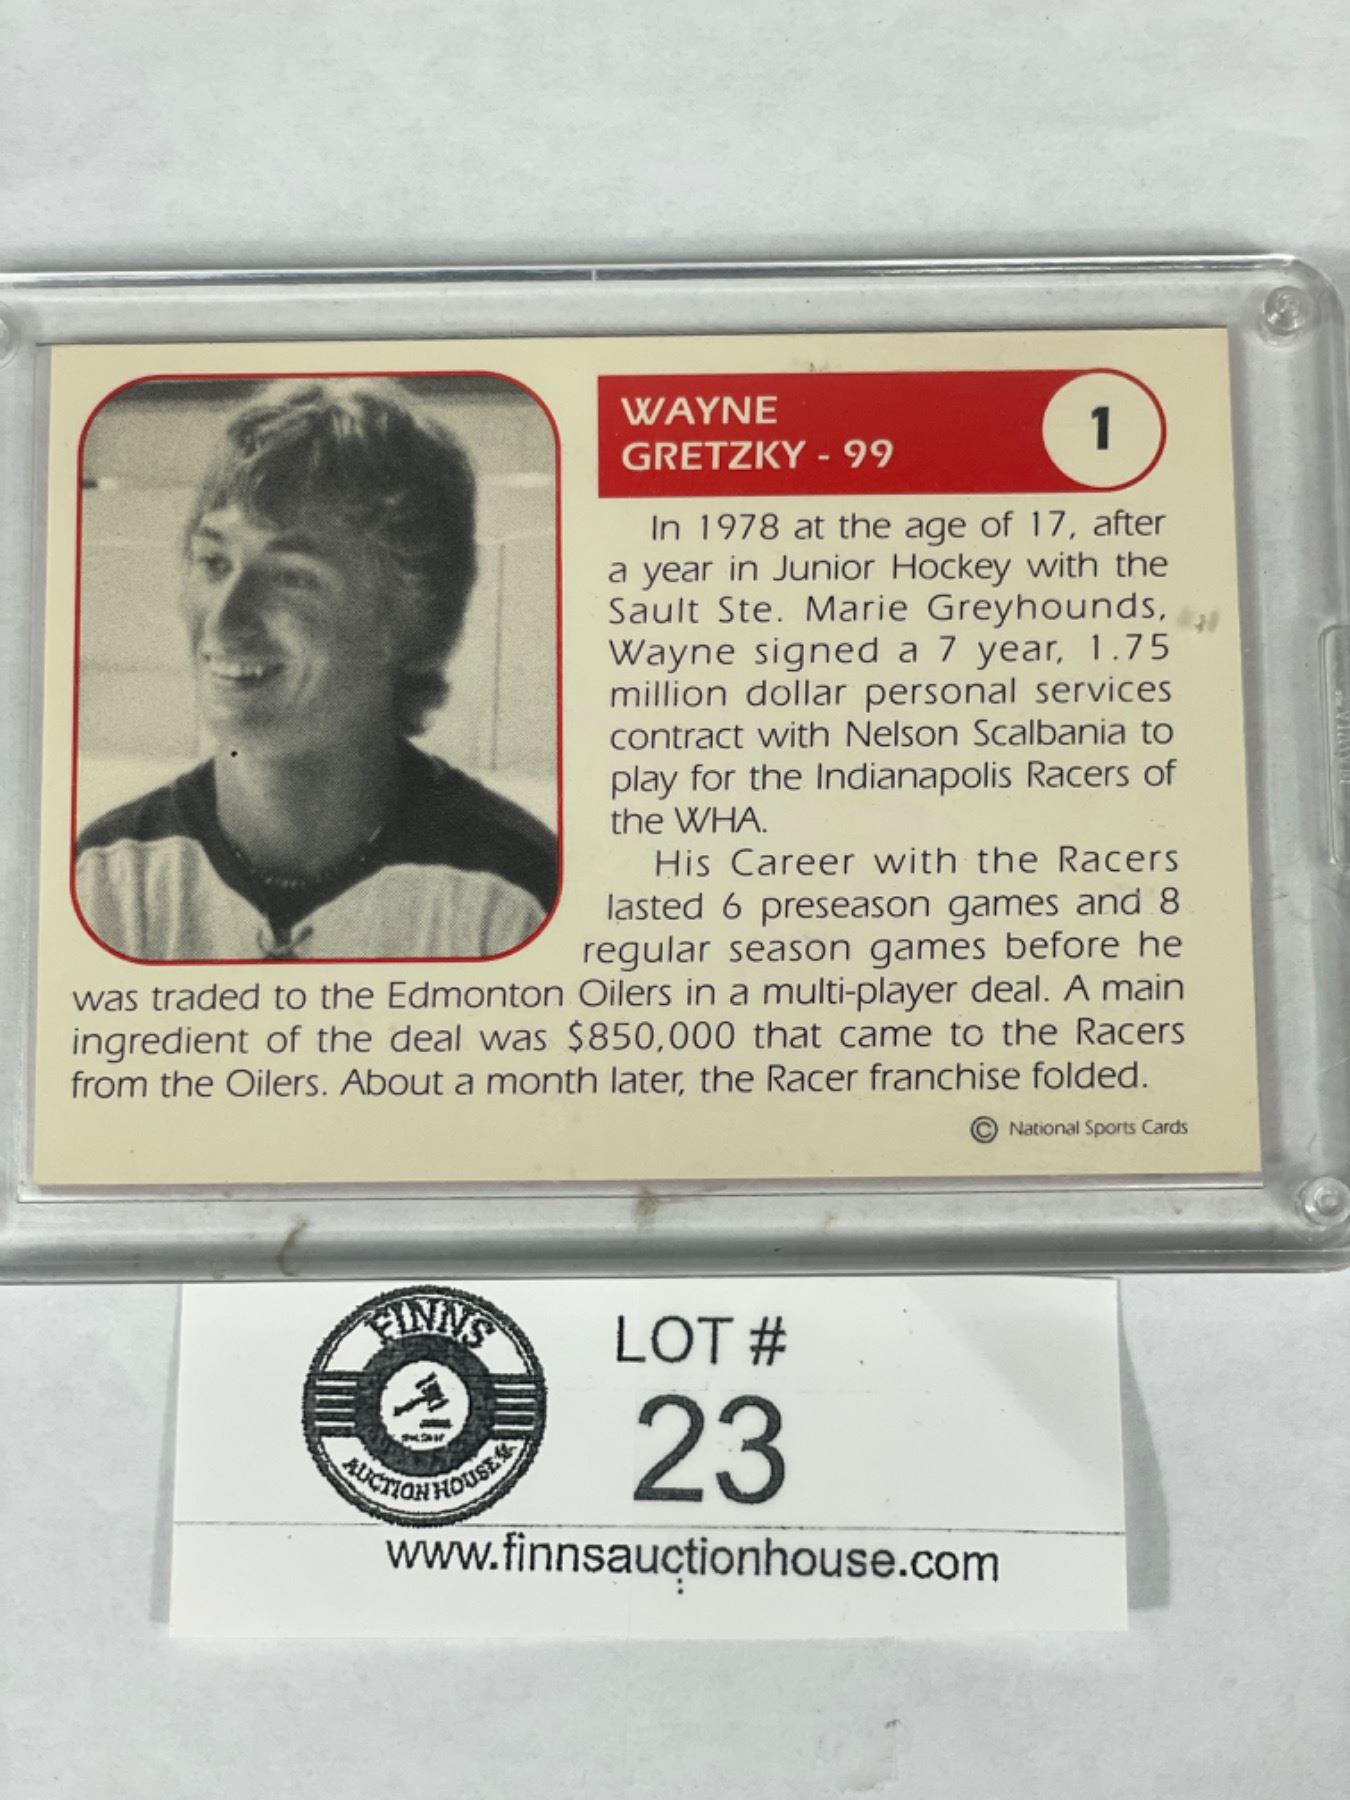 WAYNE
GRETZKY - 99
1
In 1978 at the age of 17, after
a year in Junior Hockey with the
Sault Ste. Marie Greyhounds,
Wayne signed a 7 year, 1.75
million dollar personal services
contract with Nelson Scalbania to
play for the Indianapolis Racers of
the WHA.
His Career with the Racers
lasted 6 preseason games and 8
regular season games before he
was traded to the Edmonton Oilers in a multi-player deal. A main
ingredient of the deal was $850,000 that came to the Racers
from the Oilers. About a month later, the Racer franchise folded.
© National Sports Cards
FINNS
AUCTION HOUSE
LOT #
23
www.finnsauctionhouse.com